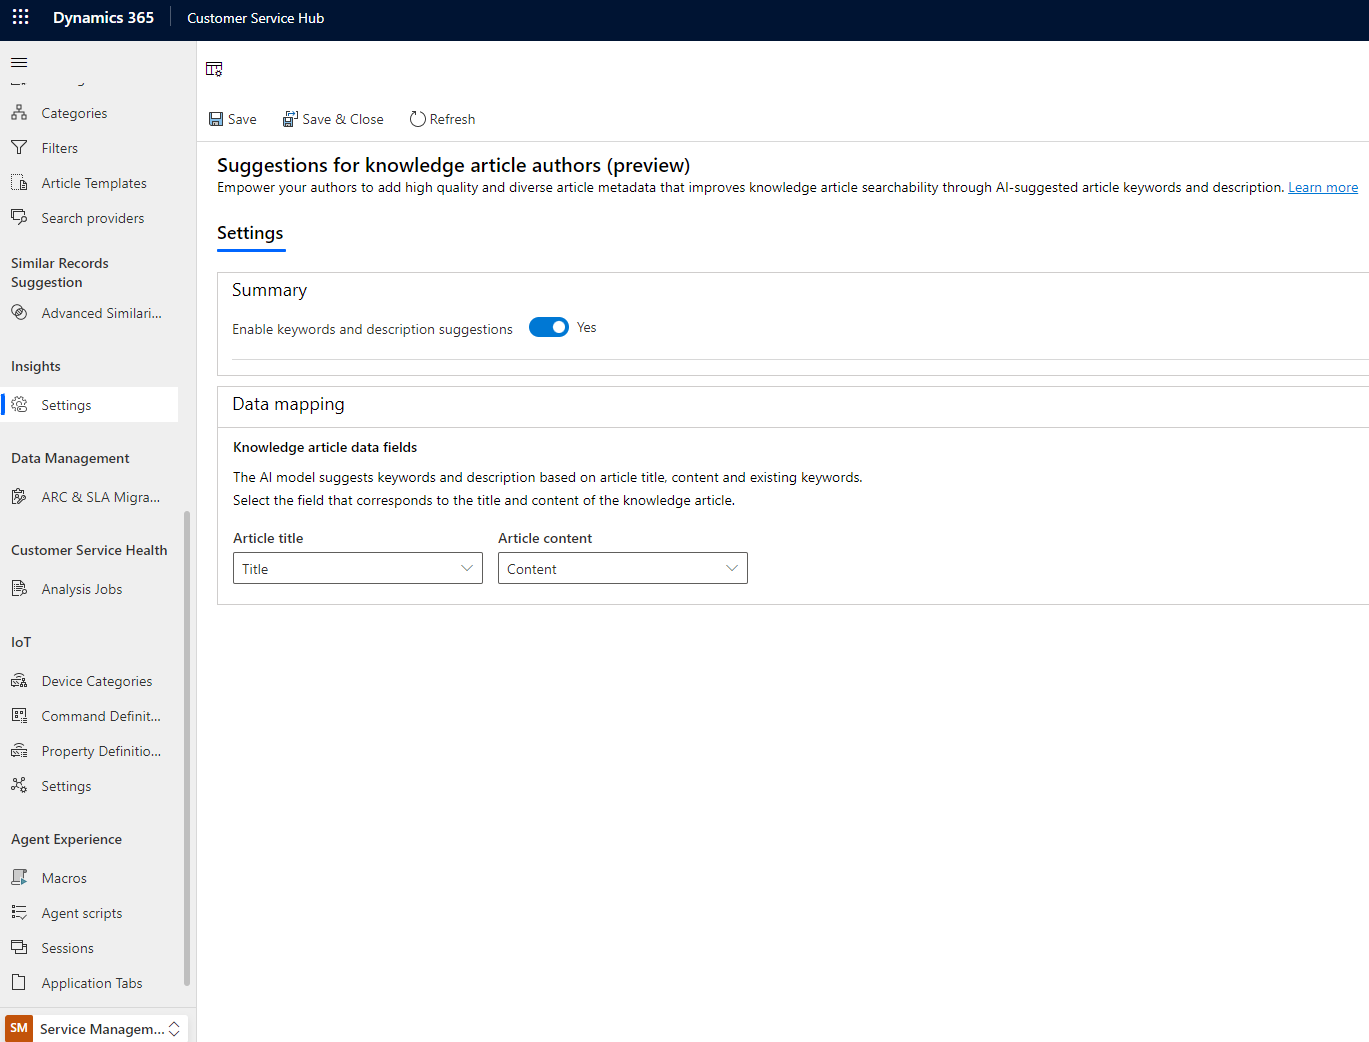 Dynamics 365
Customer Service Hub
Categories
Filters
Article Templates
Search providers
Similar Records
Suggestion
Advanced Similari...
Insights
Settings
Data Management
ARC & SLA Migra...
Customer Service Health
Analysis Jobs
IoT
Device Categories
Command Definit...
Property Definitio...
Settings
Agent Experience
Macros
Agent scripts
Sessions
Application Tabs
SM Service Managem...
Save
Save & Close
Refresh
Suggestions for knowledge article authors (preview)
Empower your authors to add high quality and diverse article metadata that improves knowledge article searchability through AI-suggested article keywords and description. Learn more
Settings
Summary
Enable keywords and description suggestions Yes
Data mapping
Knowledge article data fields
The AI model suggests keywords and description based on article title, content and existing keywords.
Select the field that corresponds to the title and content of the knowledge article.
Article title Article content
Title Content